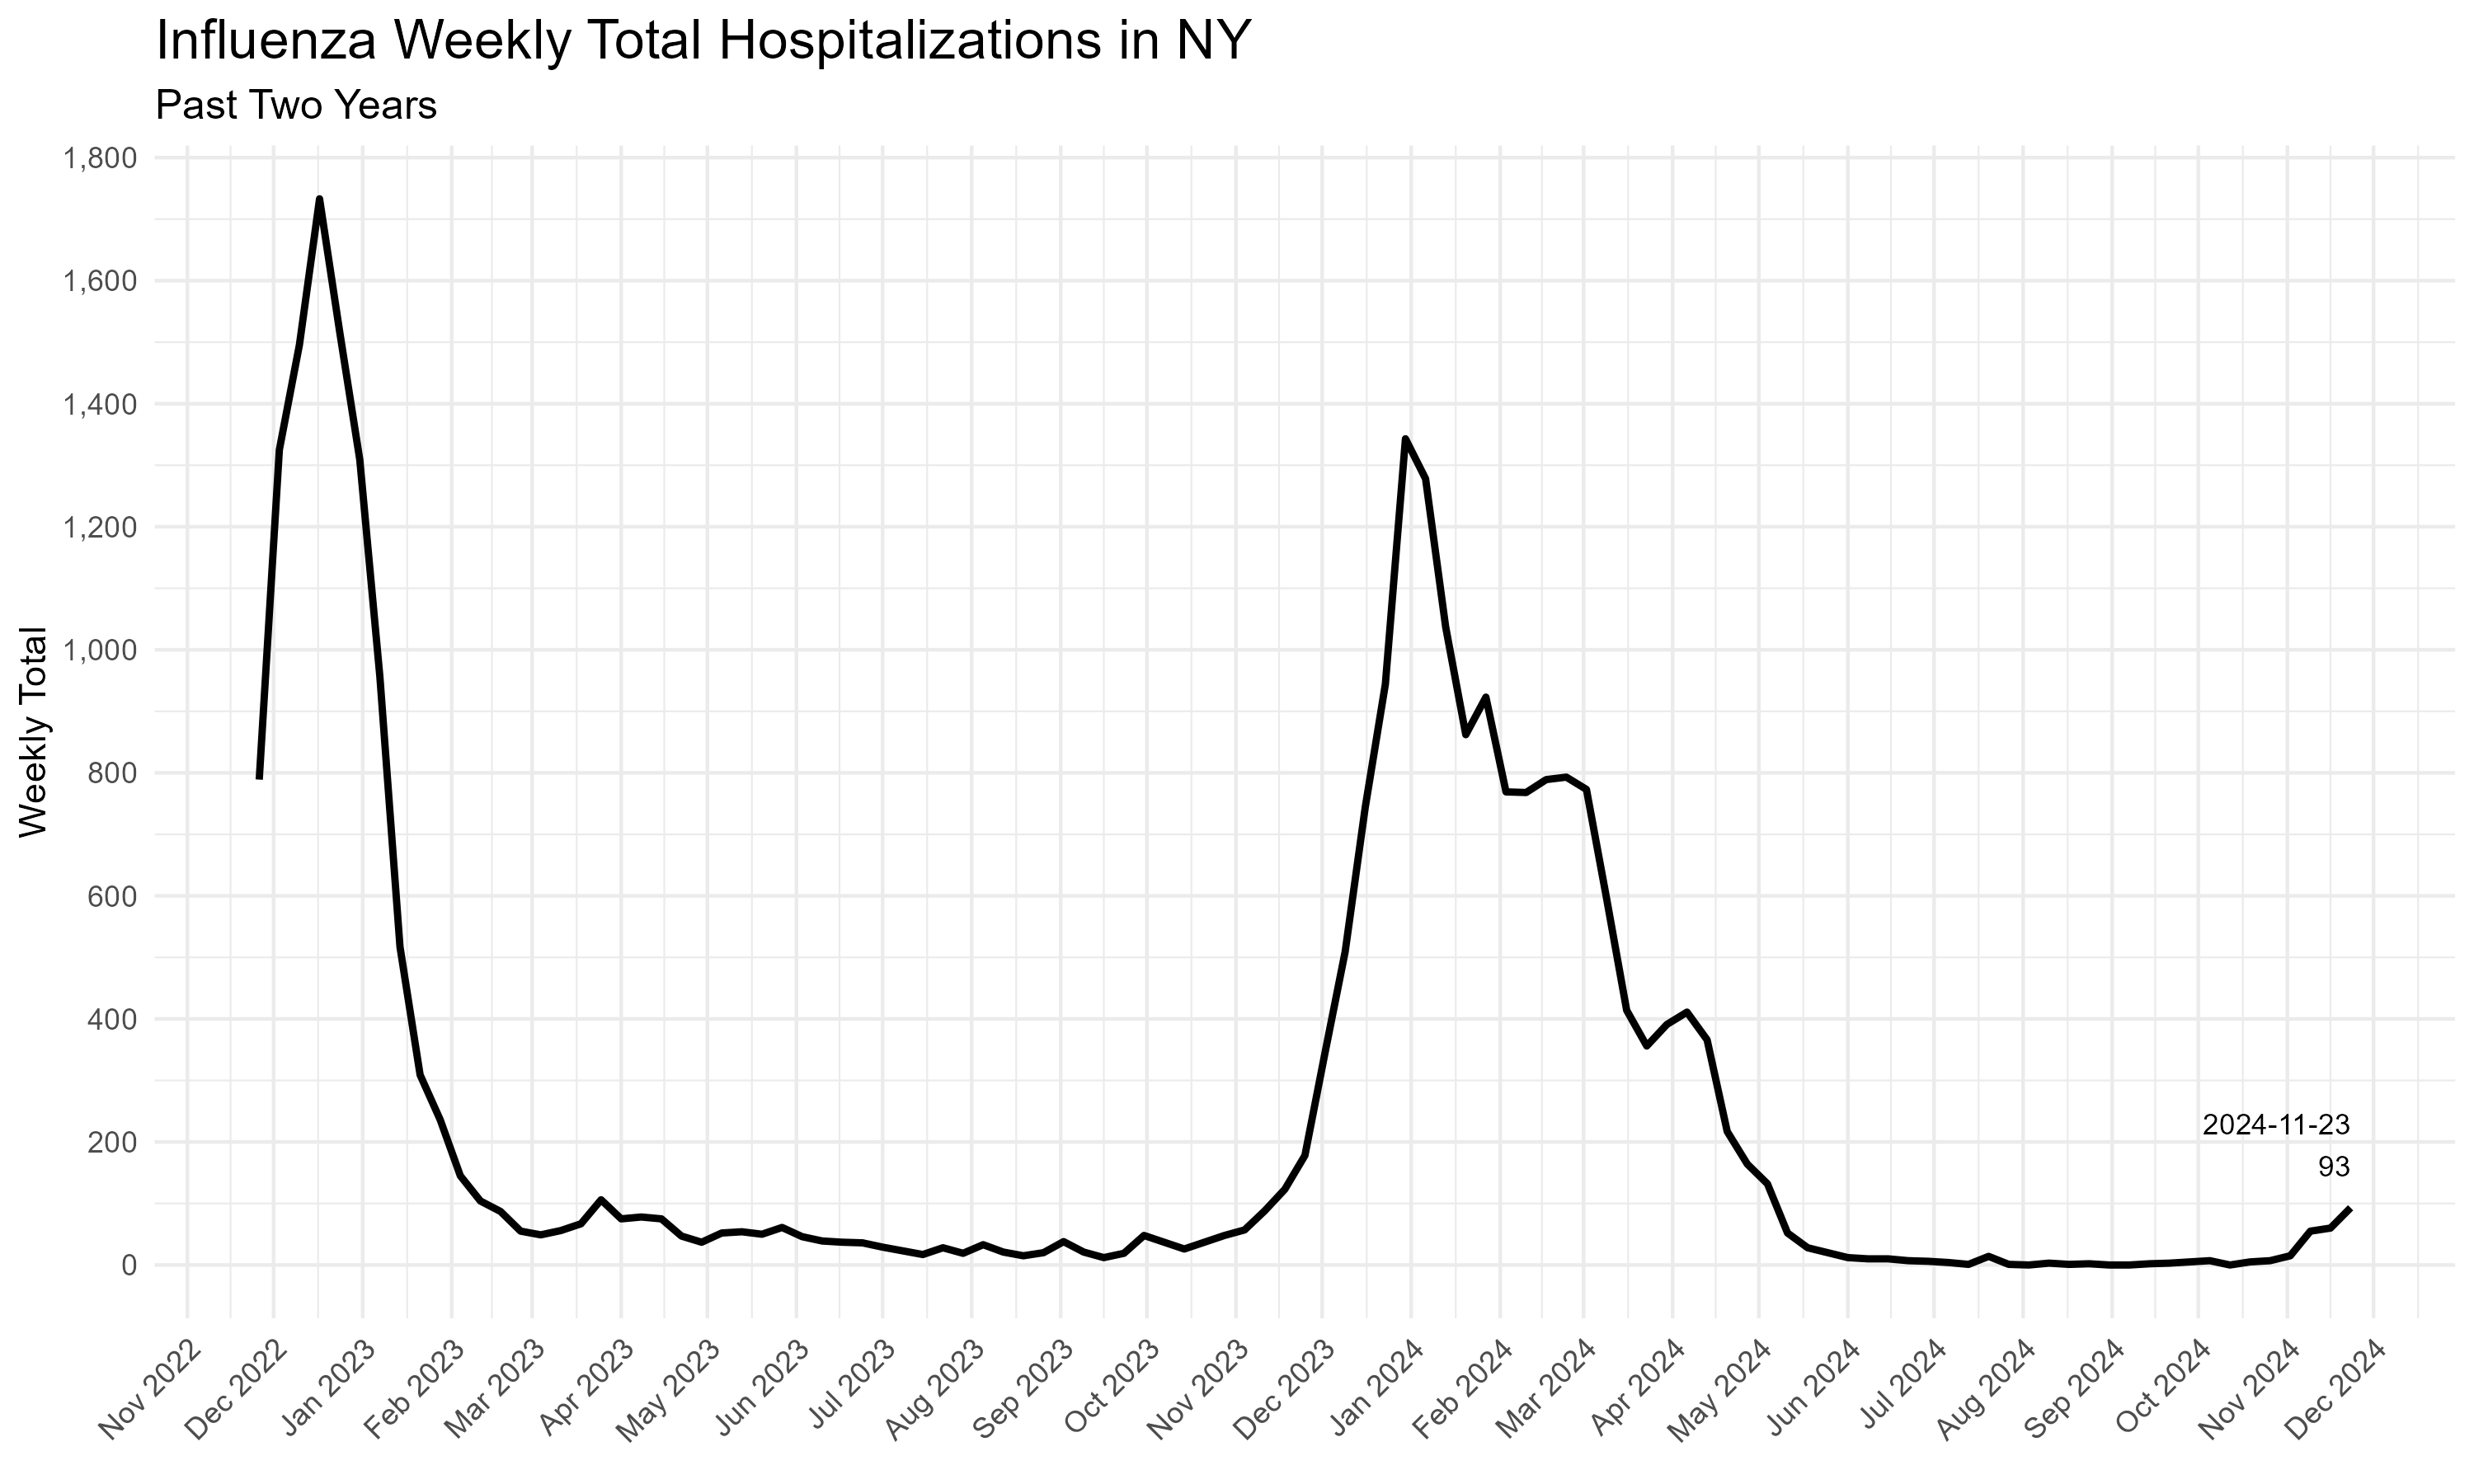 Influenza Weekly Total Hospitalizations in NY
Past Two Years
Weekly Total
1,800
1,600
1,400
1,200
1,000
800
600
400
200
0
2024-11-23
93
Nov 2022
Dec 2022
Jan 2023
Feb 2023
Mar 2023
Apr 2023
May 2023
Jun 2023
Jul 2023
Aug 2023
Sep 2023
Oct 2023
Nov 2023
Dec 2023
Jan 2024
Feb 2024
Mar 2024
Apr 2024
May 2024
Jun 2024
Jul 2024
Aug 2024
Sep 2024
Oct 2024
Nov 2024
Dec 2024